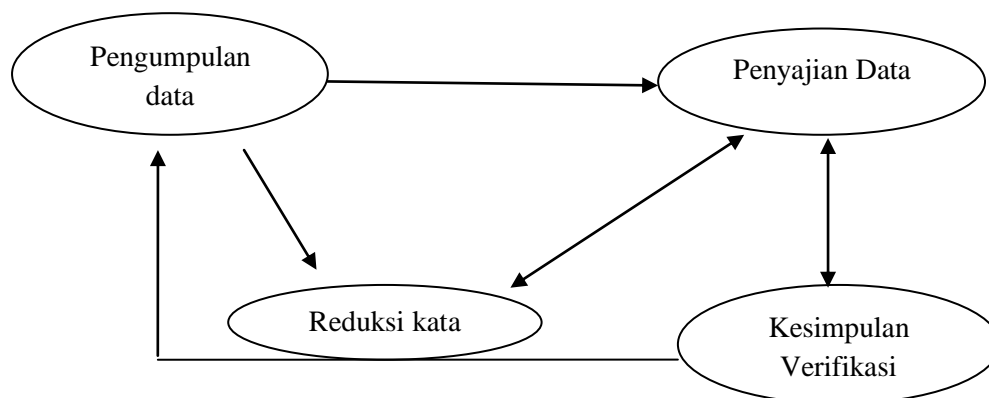 Pengumpulan
data
Penyajian Data
Reduksi kata
Kesimpulan
Verifikasi